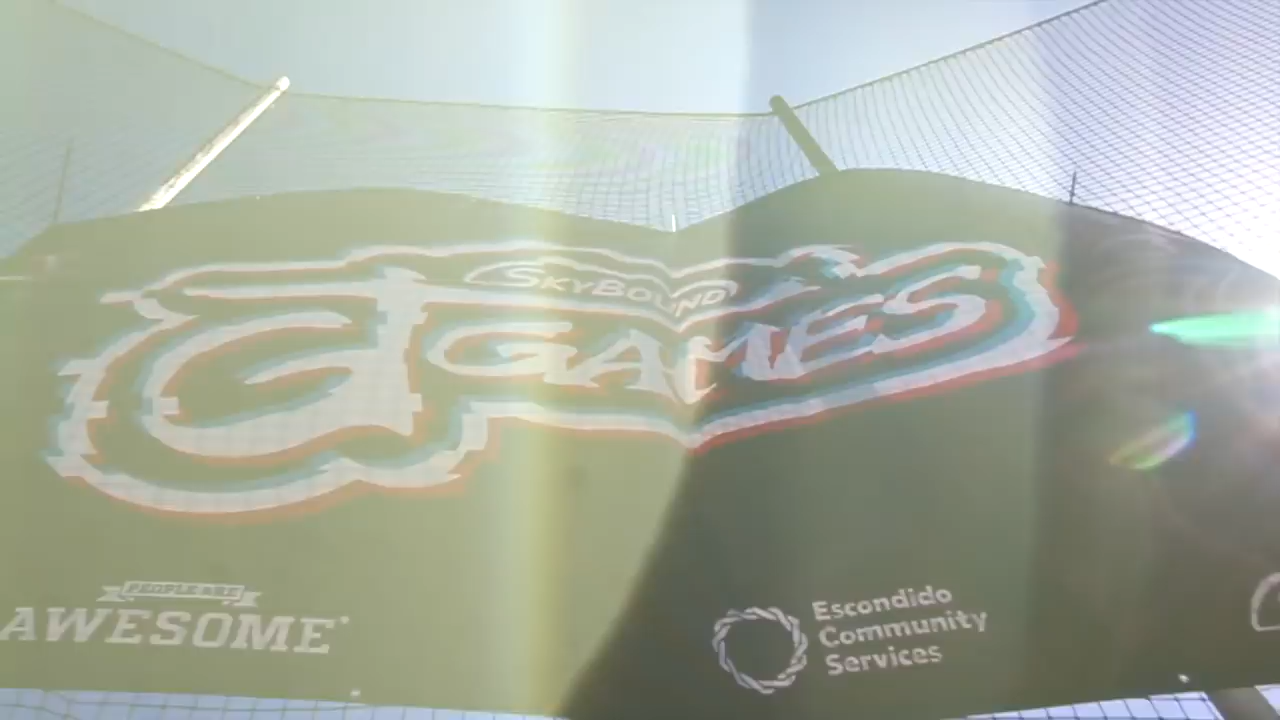 SKYBOUND
GAMES
PEOPLE ARE
AWESOME
Escondido
Community
Services